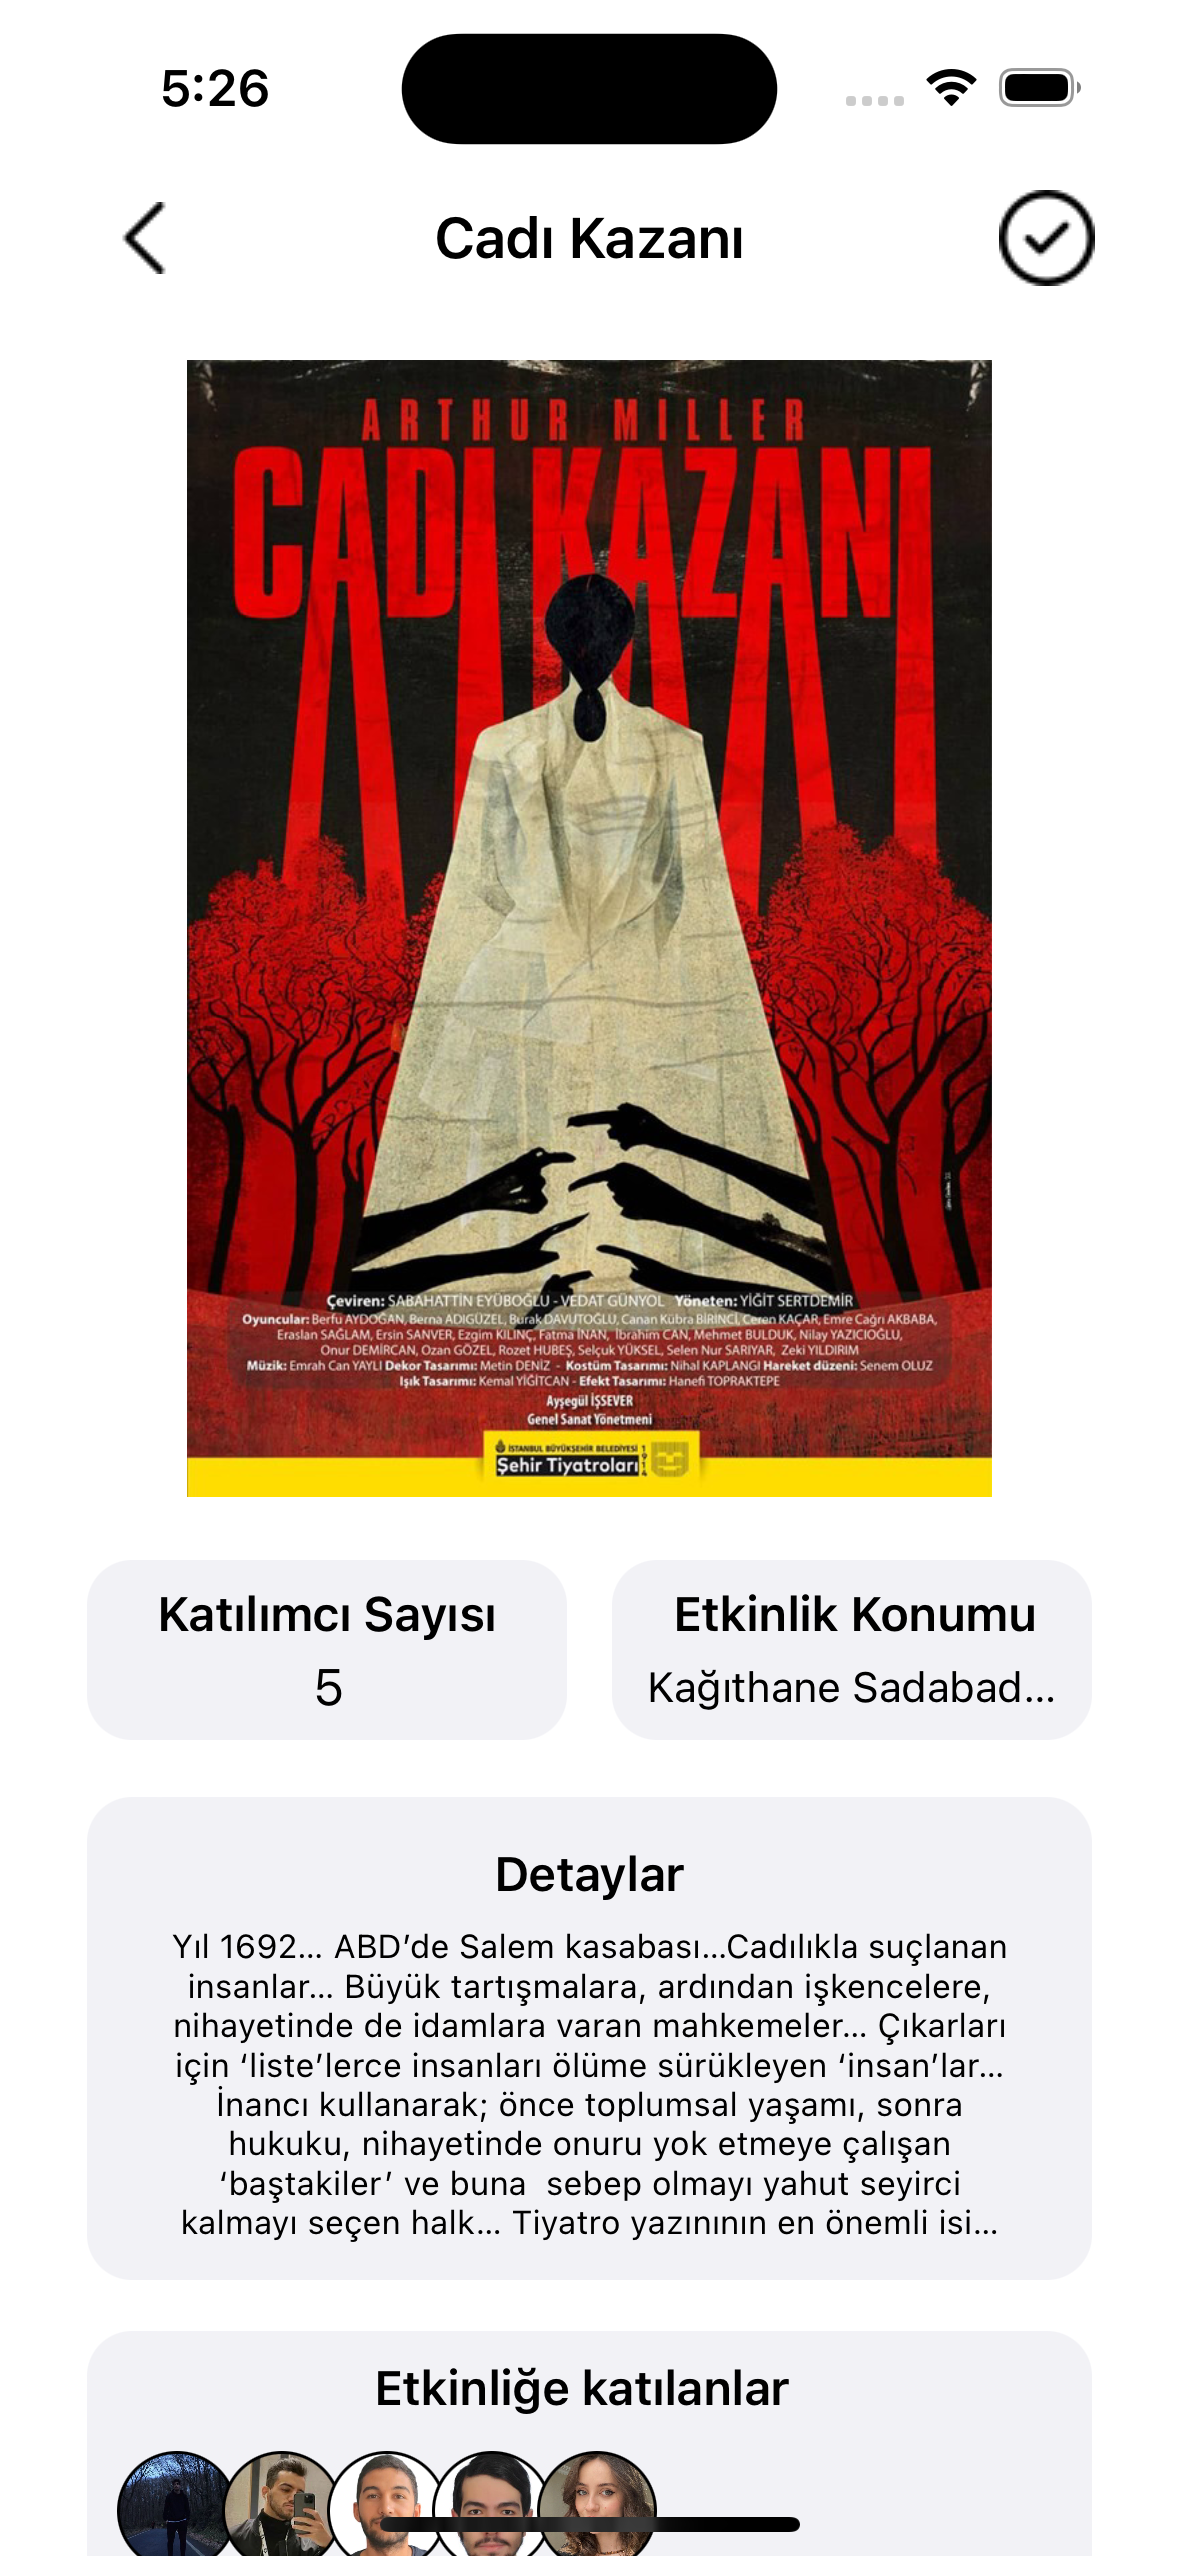 5:26
Cadı Kazanı
ARTHUR MILLER
CADI KAZANI
Çeviren: SABAHATTİN EYÜBOĞLU - VEDAT GÜNYOL Yöneten: YİĞİT SERTDEMİR
Oyuncular: Berfu AYDOĞAN, Berna ADIGÜZEL, Burak DAVUTOĞLU, Canan Kübra BİRİNCİ, Ceren KAÇAR, Emre Çağrı AKBABA,
Eraslan SAĞLAM, Ersin SANVER, Ezgim KILINÇ, Fatma İNAN, İbrahim CAN, Mehmet BULDUK, Nilay YAZICIOĞLU,
Onur DEMİRCAN, Ozan GÖZEL, Rozet HUBEŞ, Selçuk YÜKSEL, Selen Nur SARIYAR, Zeki YILDIRIM
Müzik: Emrah Can YAYLI Dekor Tasarımı: Metin DENİZ - Kostüm Tasarımı: Nihal KAPLANGI Hareket düzeni: Senem OLUZ
Işık Tasarımı: Kemal YİĞİTCAN - Efekt Tasarımı: Hanefi TOPRAKTEPE
Ayşegül İŞSEVER
Genel Sanat Yönetmeni
İSTANBUL BÜYÜKŞEHİR BELEDİYESİ
Şehir Tiyatroları
1914
Katılımcı Sayısı
5
Etkinlik Konumu
Kağıthane Sadabad...
Detaylar
Yıl 1692... ABD’de Salem kasabası...Cadılıkla suçlanan
insanlar... Büyük tartışmalara, ardından işkencelere,
nihayetinde de idamlara varan mahkemeler... Çıkarları
için ‘liste’lerce insanları ölüme sürükleyen ‘insan’lar...
İnancı kullanarak; önce toplumsal yaşamı, sonra
hukuku, nihayetinde onuru yok etmeye çalışan
‘baştakiler’ ve buna  sebep olmayı yahut seyirci
kalmayı seçen halk... Tiyatro yazınının en önemli isi...
Etkinliğe katılanlar